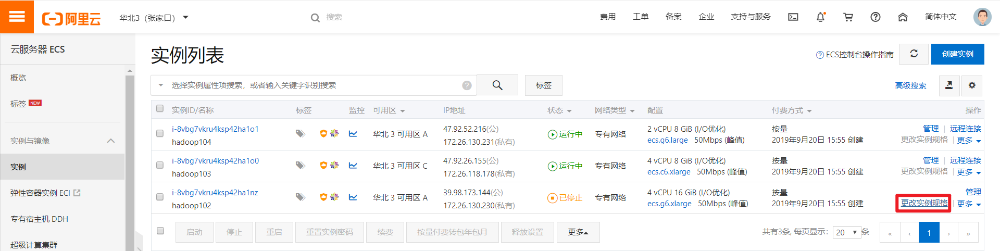 阿里云
华北3（张家口）
搜索
费用 工单 备案 企业 支持与服务 简体中文
云服务器 ECS
概览
标签 NEW
实例与镜像
实例
弹性容器实例 ECI
专有宿主机 DDH
超级计算集群
实例列表
ECS控制台操作指南 创建实例
选择实例属性项搜索，或者输入关键字识别搜索
标签
高级搜索
实例ID/名称 标签 监控 可用区 IP地址 状态 网络类型 配置 付费方式 操作
i-8vbg7vkru4ksp42ha1o1 47.92.52.216(公) 2 vCPU 8 GiB (I/O优化) 按量 管理 | 远程连接
hadoop104 华北 3 可用区 A 172.26.130.231(私有) 运行中 专有网络 ecs.g6.large 50Mbps (峰值) 2019年9月20日 15:55 创建 更改实例规格 | 更多
i-8vbg7vkru4ksp42ha1o0 47.92.26.155(公) 4 vCPU 8 GiB (I/O优化) 按量 管理 | 远程连接
hadoop103 华北 3 可用区 C 172.26.118.178(私有) 运行中 专有网络 ecs.c6.xlarge 50Mbps (峰值) 2019年9月20日 15:55 创建 更改实例规格 | 更多
i-8vbg7vkru4ksp42ha1nz 39.98.173.144(公) 4 vCPU 16 GiB (I/O优化) 按量 管理
hadoop102 华北 3 可用区 A 172.26.130.230(私有) 已停止 专有网络 ecs.g6.xlarge 50Mbps (峰值) 2019年9月20日 15:55 创建 更改实例规格 | 更多
启动 停止 重启 重置实例密码 续费 按量付费转包年包月 释放设置 更多
共有3条, 每页显示： 20 条 « ‹ 1 › »